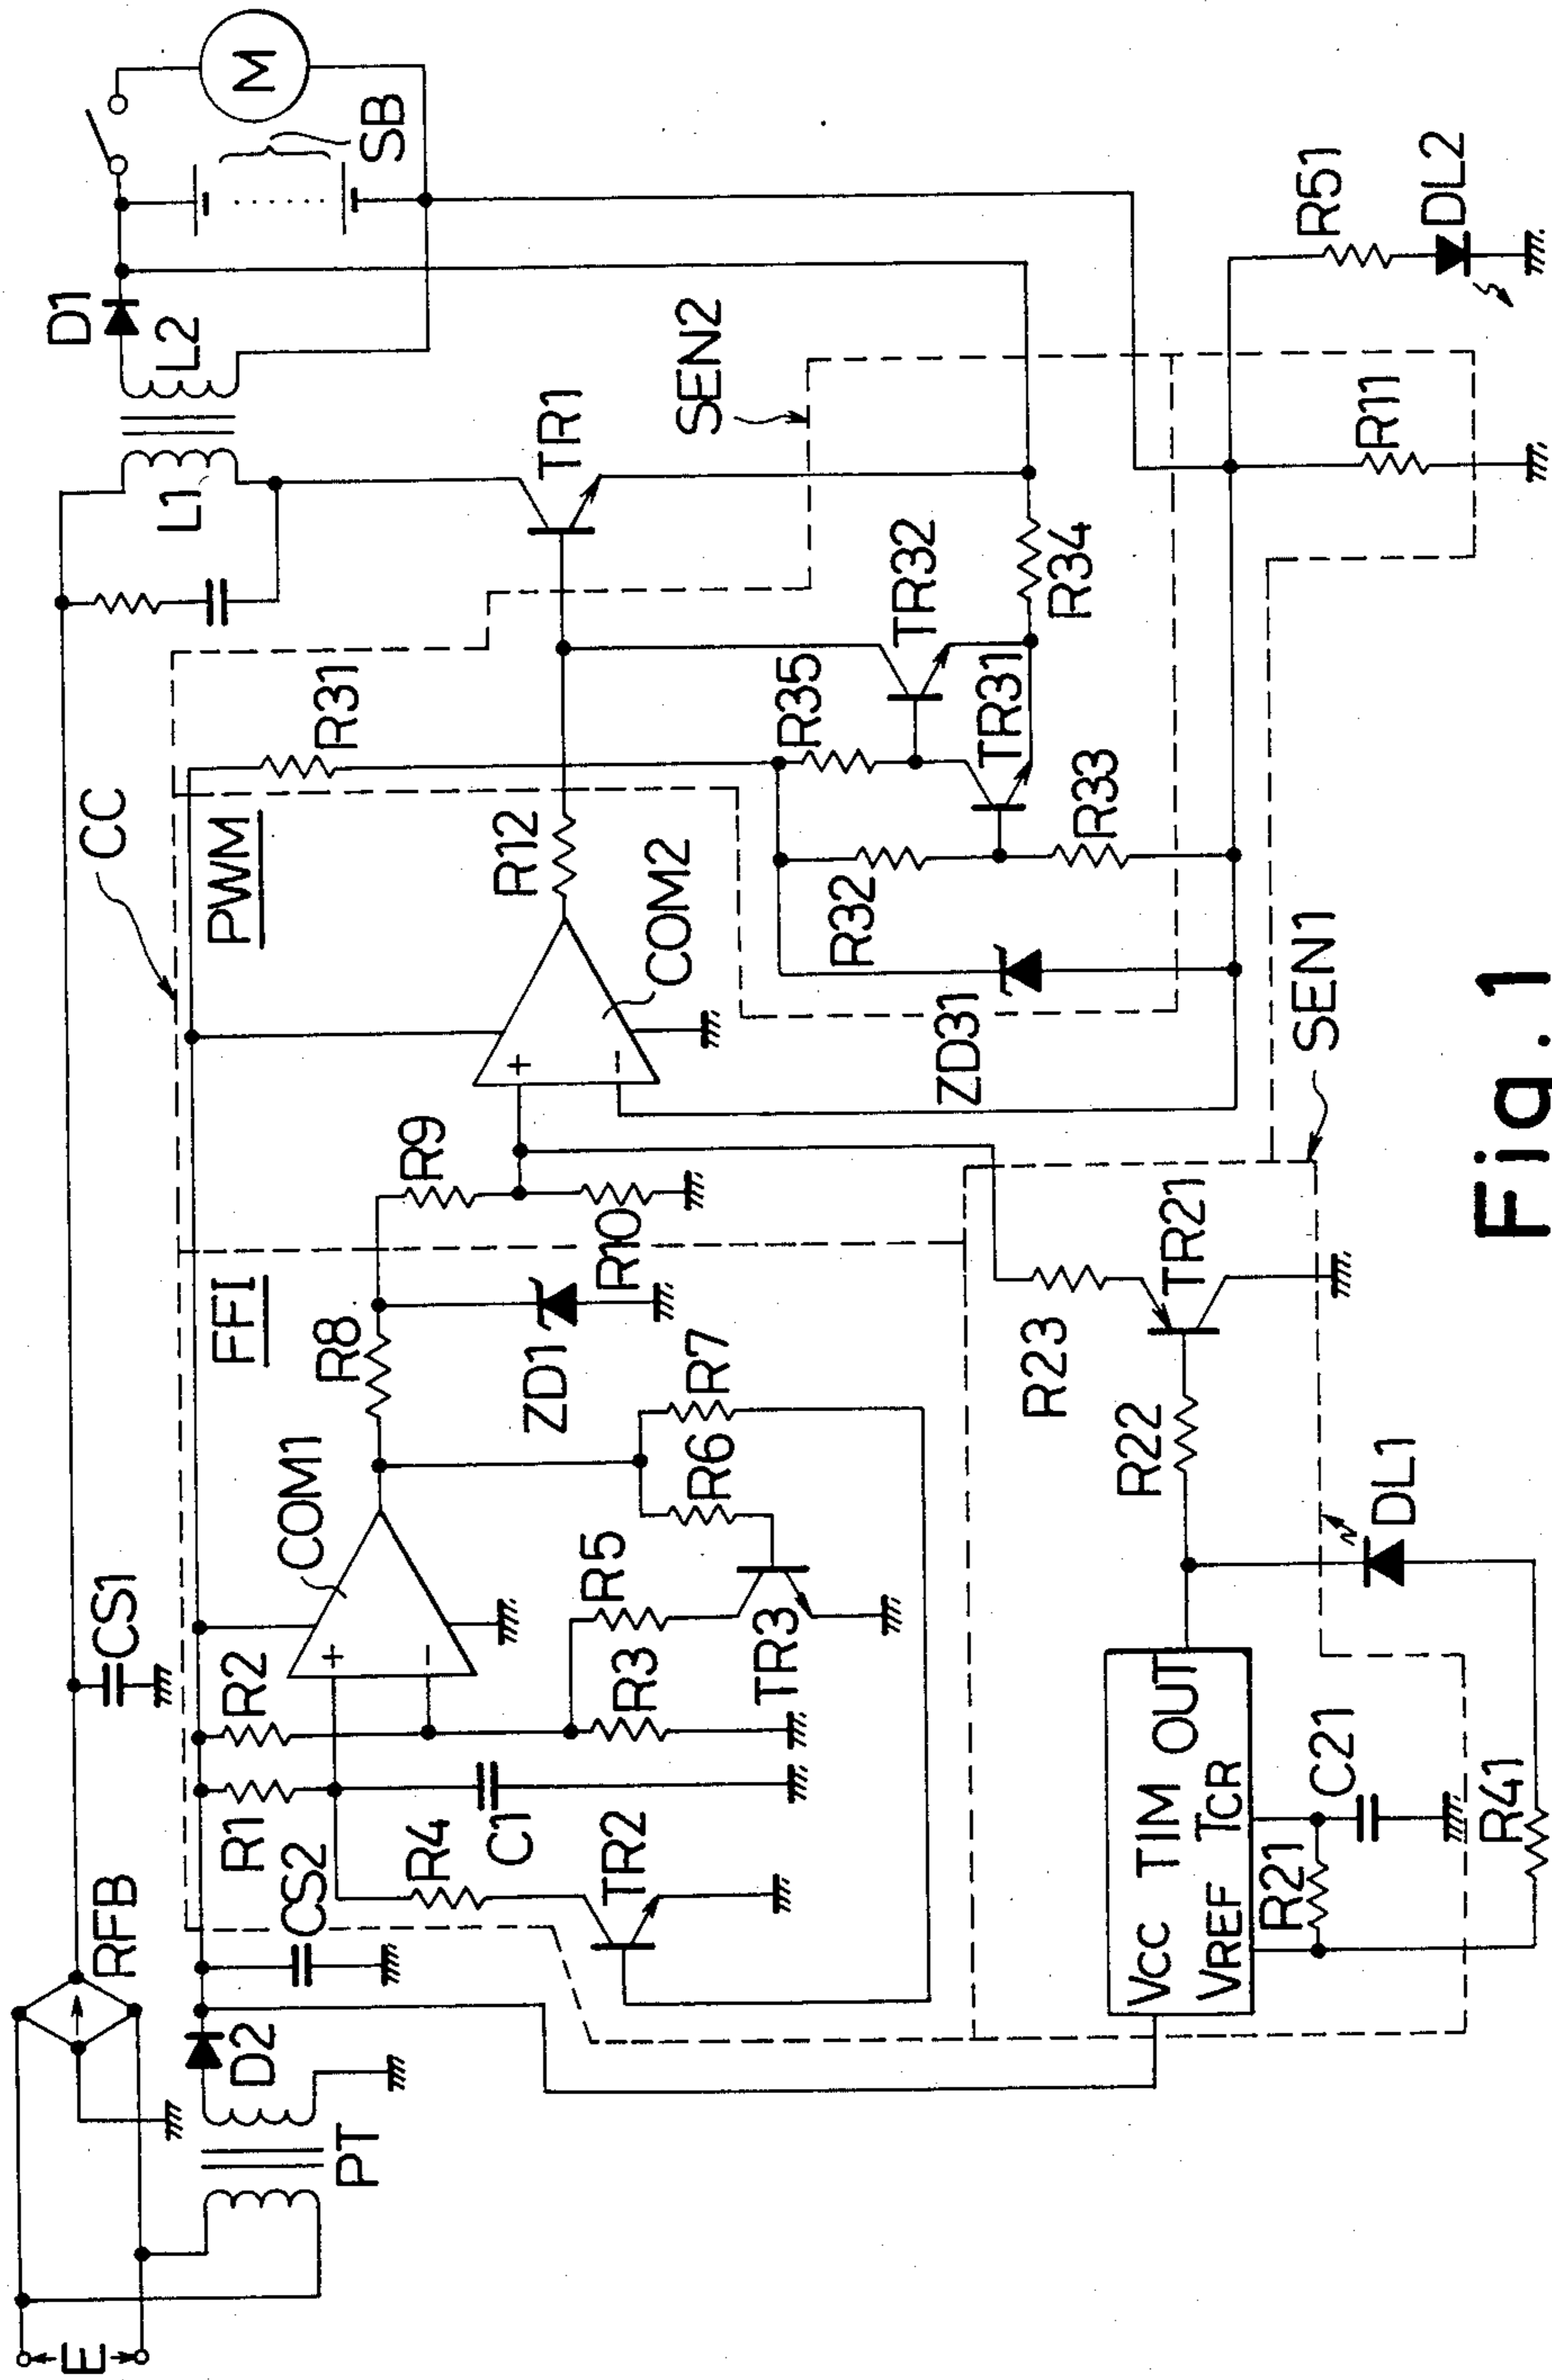 E
PT
RFB
D2
CS1
CS2
R1
R2
COM1
+
−
R4
C1
TR2
R3
R5
TR3
R6
R7
R8
ZD1
FFI
R9
R10
CC
PWM
R12
COM2
+
−
R31
L1
L2
D1
TR1
SEN2
SB
M
R35
TR32
R32
TR31
R34
R33
ZD31
R11
R51
DL2
SEN1
R23
TR21
R22
DL1
VCC
TIM
OUT
VREF
TCR
R21
C21
R41
Fig. 1